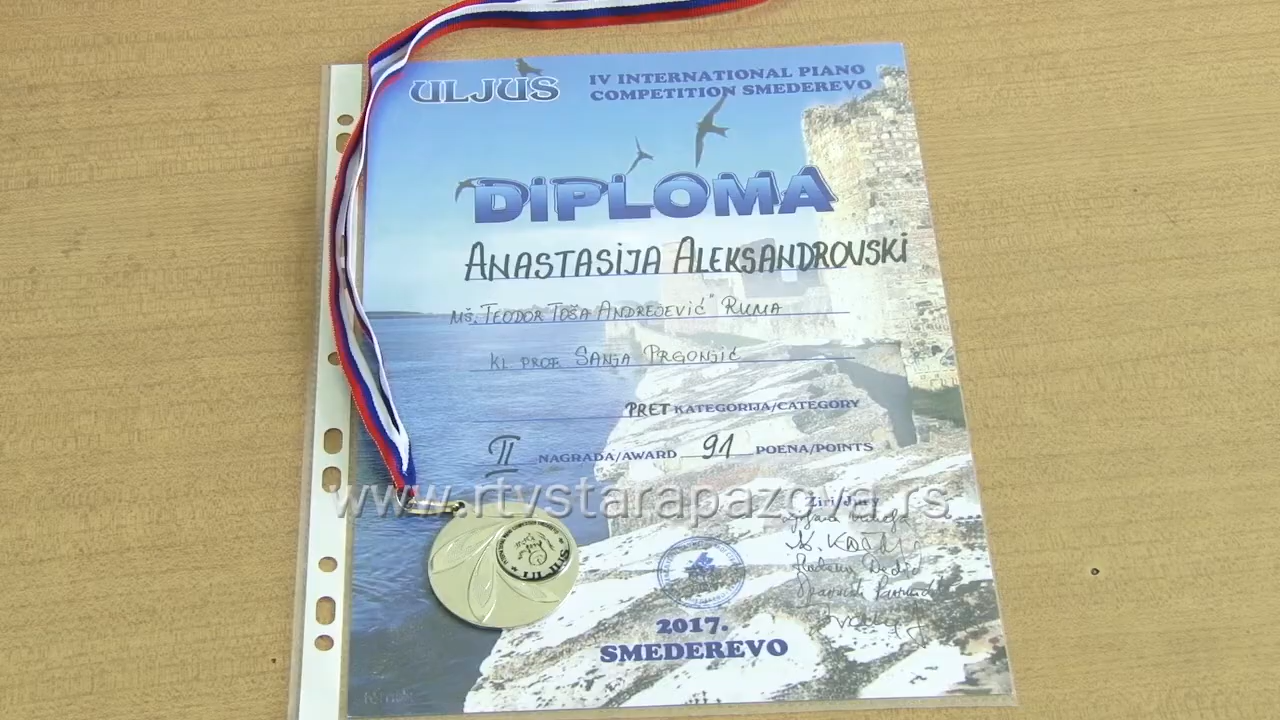 ULJUS
IV INTERNATIONAL PIANO
COMPETITION SMEDEREVO
DIPLOMA
ANASTASIJA ALEKSANDROVSKI
MŠ. TEODOR TOŠA ANDREJEVIĆ" RUMA
KL. PROF. SANJA PRGONJIĆ
PRET KATEGORIJA/CATEGORY
II NAGRADA/AWARD 91 POENA/POINTS
www.rtvstarapazova.rs
Žiri/Jury
ULJUS
2017.
SMEDEREVO